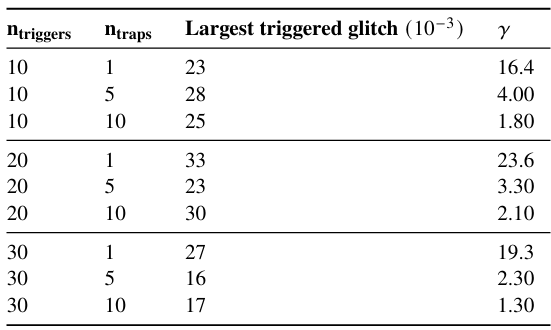 n_triggers n_traps Largest triggered glitch (10⁻³) γ
10 1 23 16.4
10 5 28 4.00
10 10 25 1.80
20 1 33 23.6
20 5 23 3.30
20 10 30 2.10
30 1 27 19.3
30 5 16 2.30
30 10 17 1.30